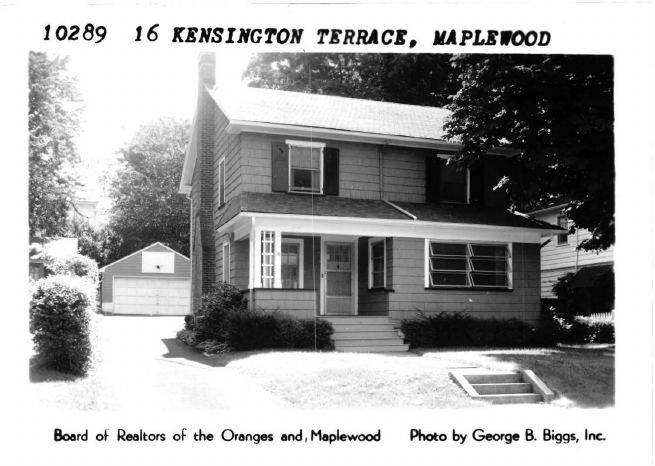 10289 16 KENSINGTON TERRACE, MAPLEWOOD
Board of Realtors of the Oranges and, Maplewood Photo by George B. Biggs, Inc.